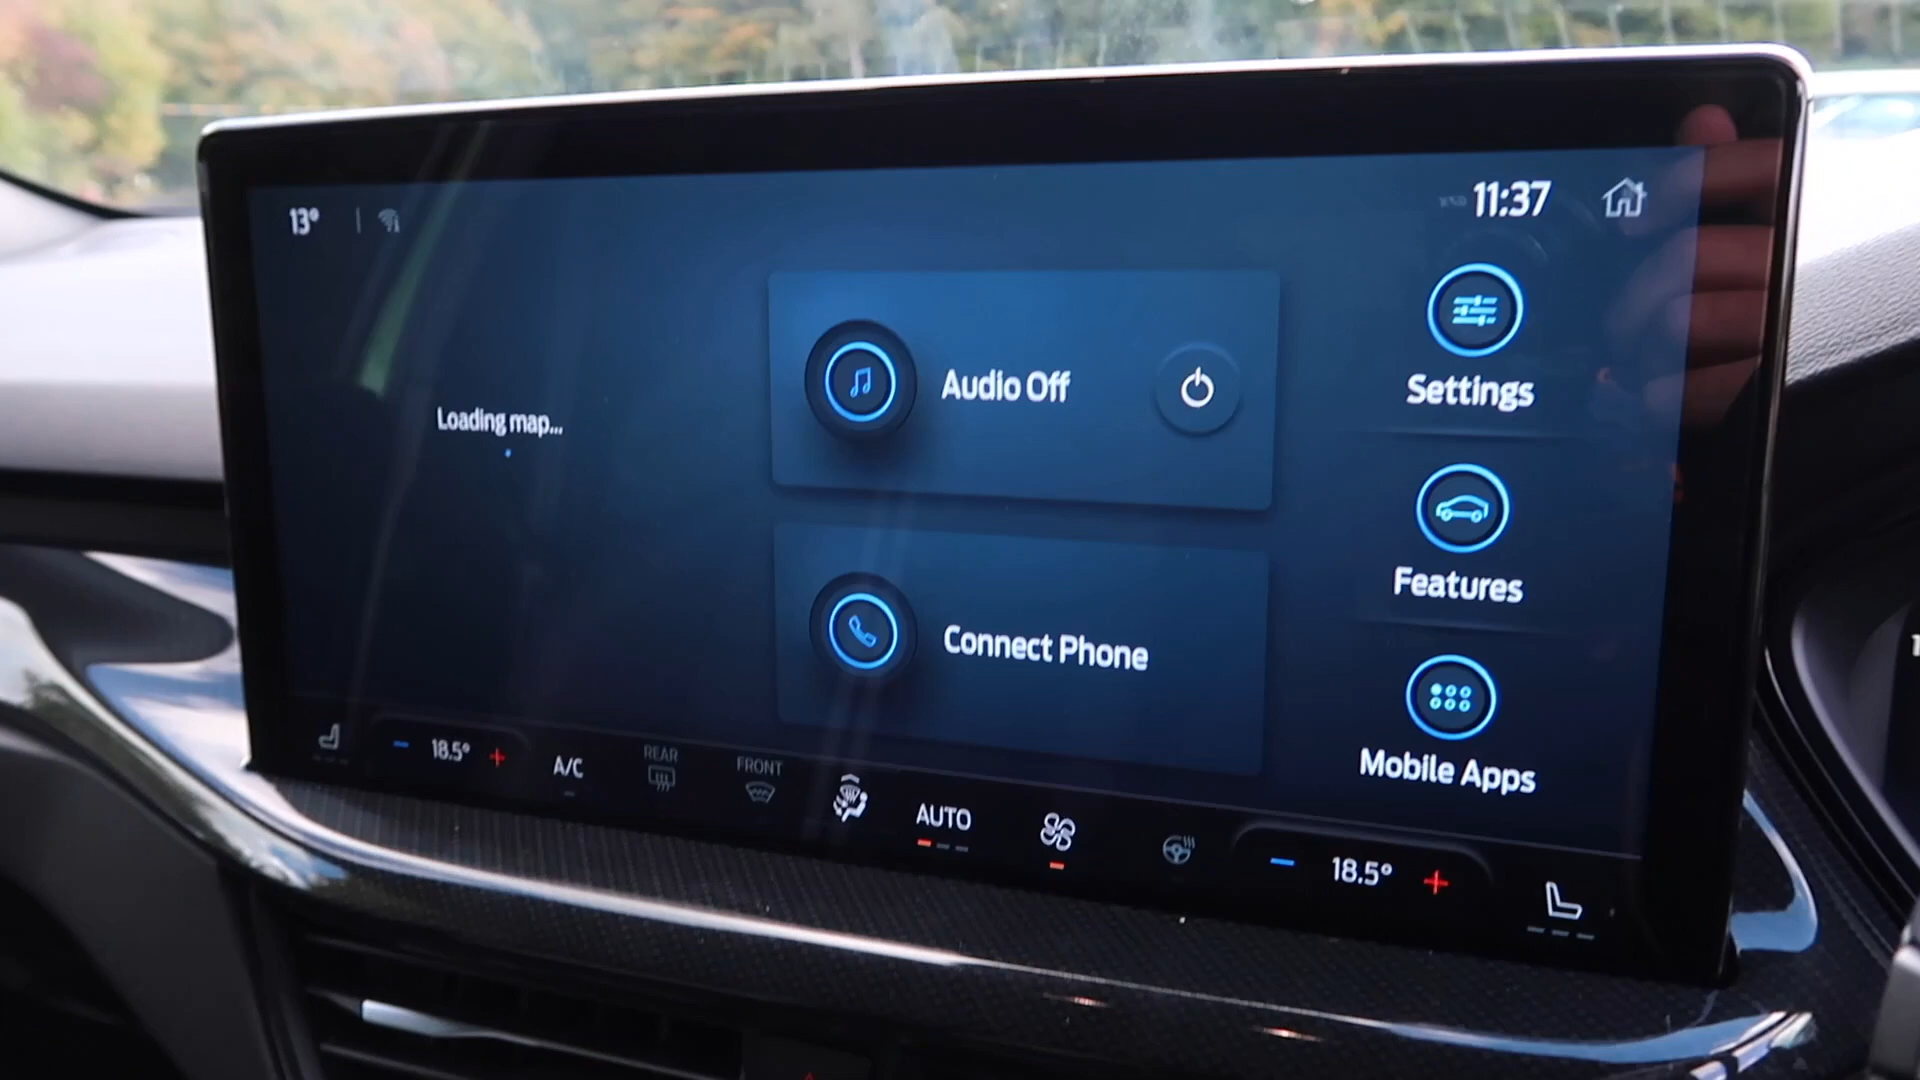 13°
11:37
Loading map...
Audio Off
Connect Phone
Settings
Features
Mobile Apps
18.5°
A/C
REAR
FRONT
AUTO
18.5°